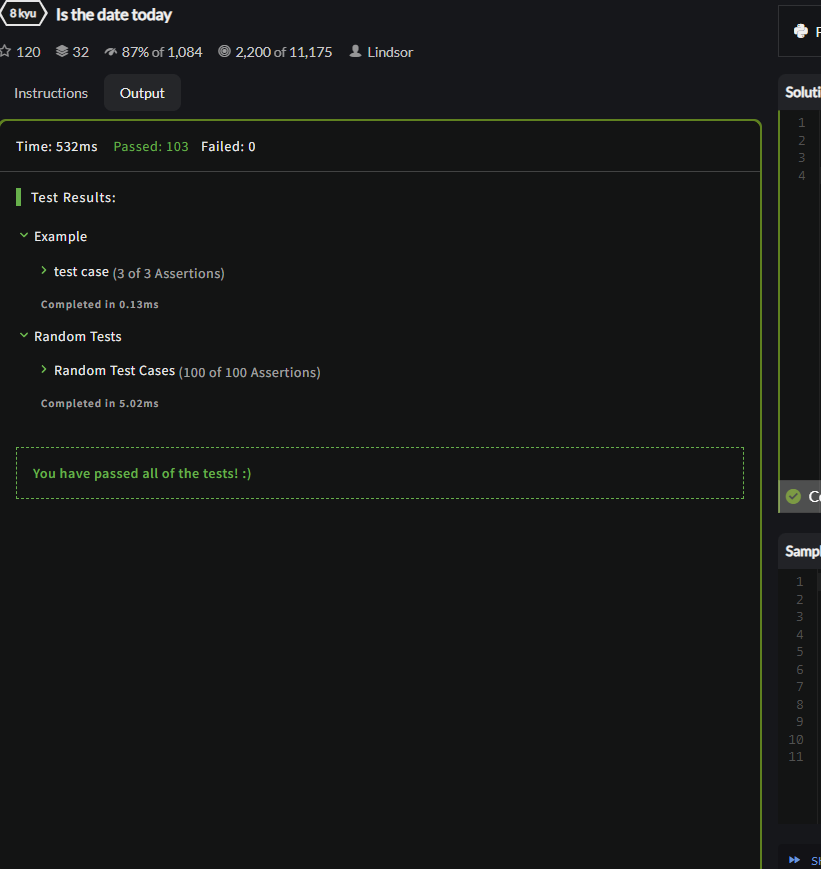 8 kyu Is the date today
120 32 87% of 1,084 2,200 of 11,175 Lindsor
Instructions Output
Time: 532ms Passed: 103 Failed: 0
Test Results:
Example
test case (3 of 3 Assertions)
Completed in 0.13ms
Random Tests
Random Test Cases (100 of 100 Assertions)
Completed in 5.02ms
You have passed all of the tests! :)
Soluti
1
2
3
4
Sampl
1
2
3
4
5
6
7
8
9
10
11